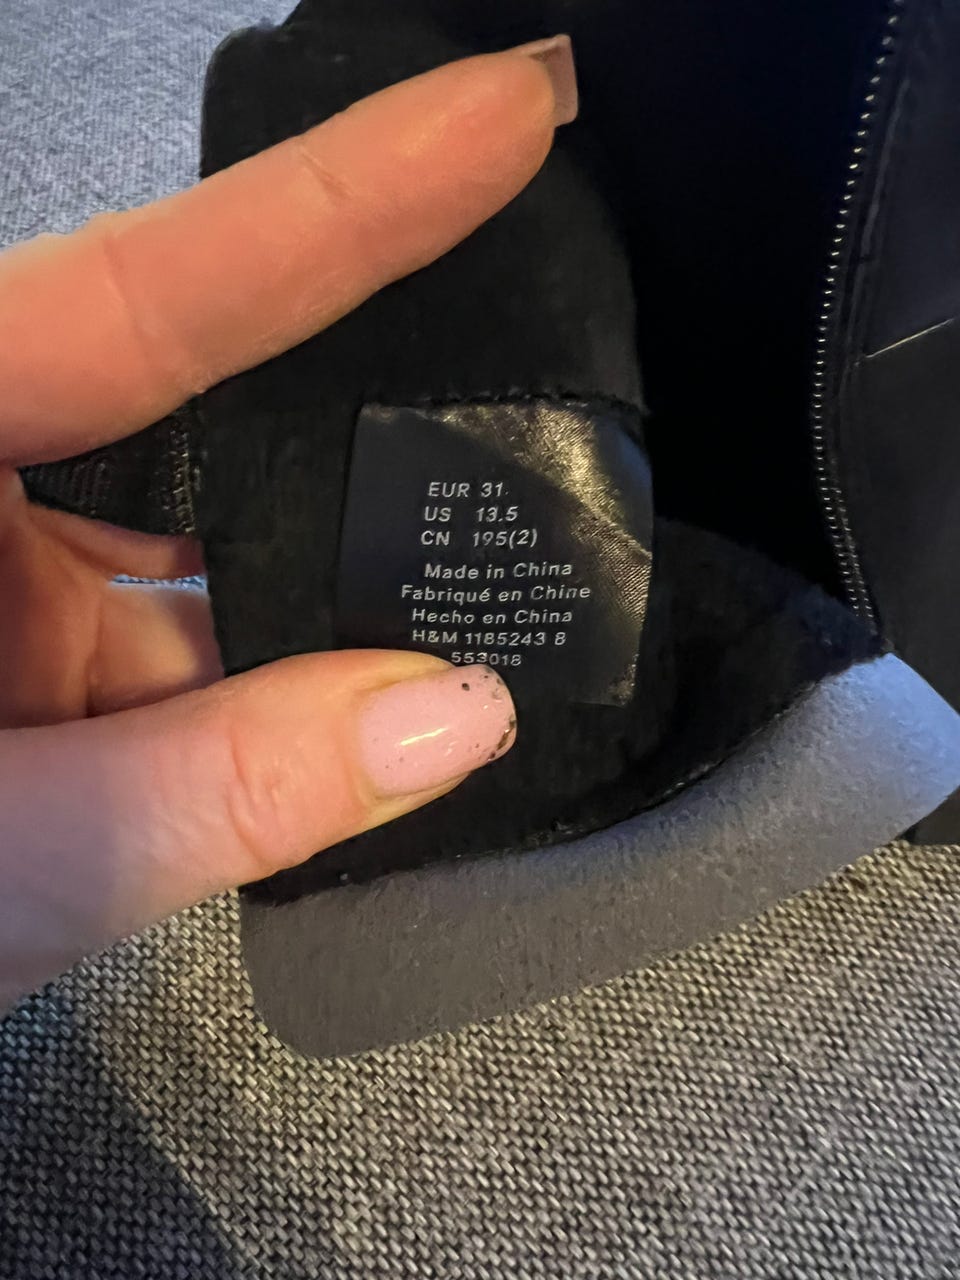 EUR 31
US 13.5
CN 195(2)
Made in China
Fabriqué en Chine
Hecho en China
H&M 1185243 8
553018